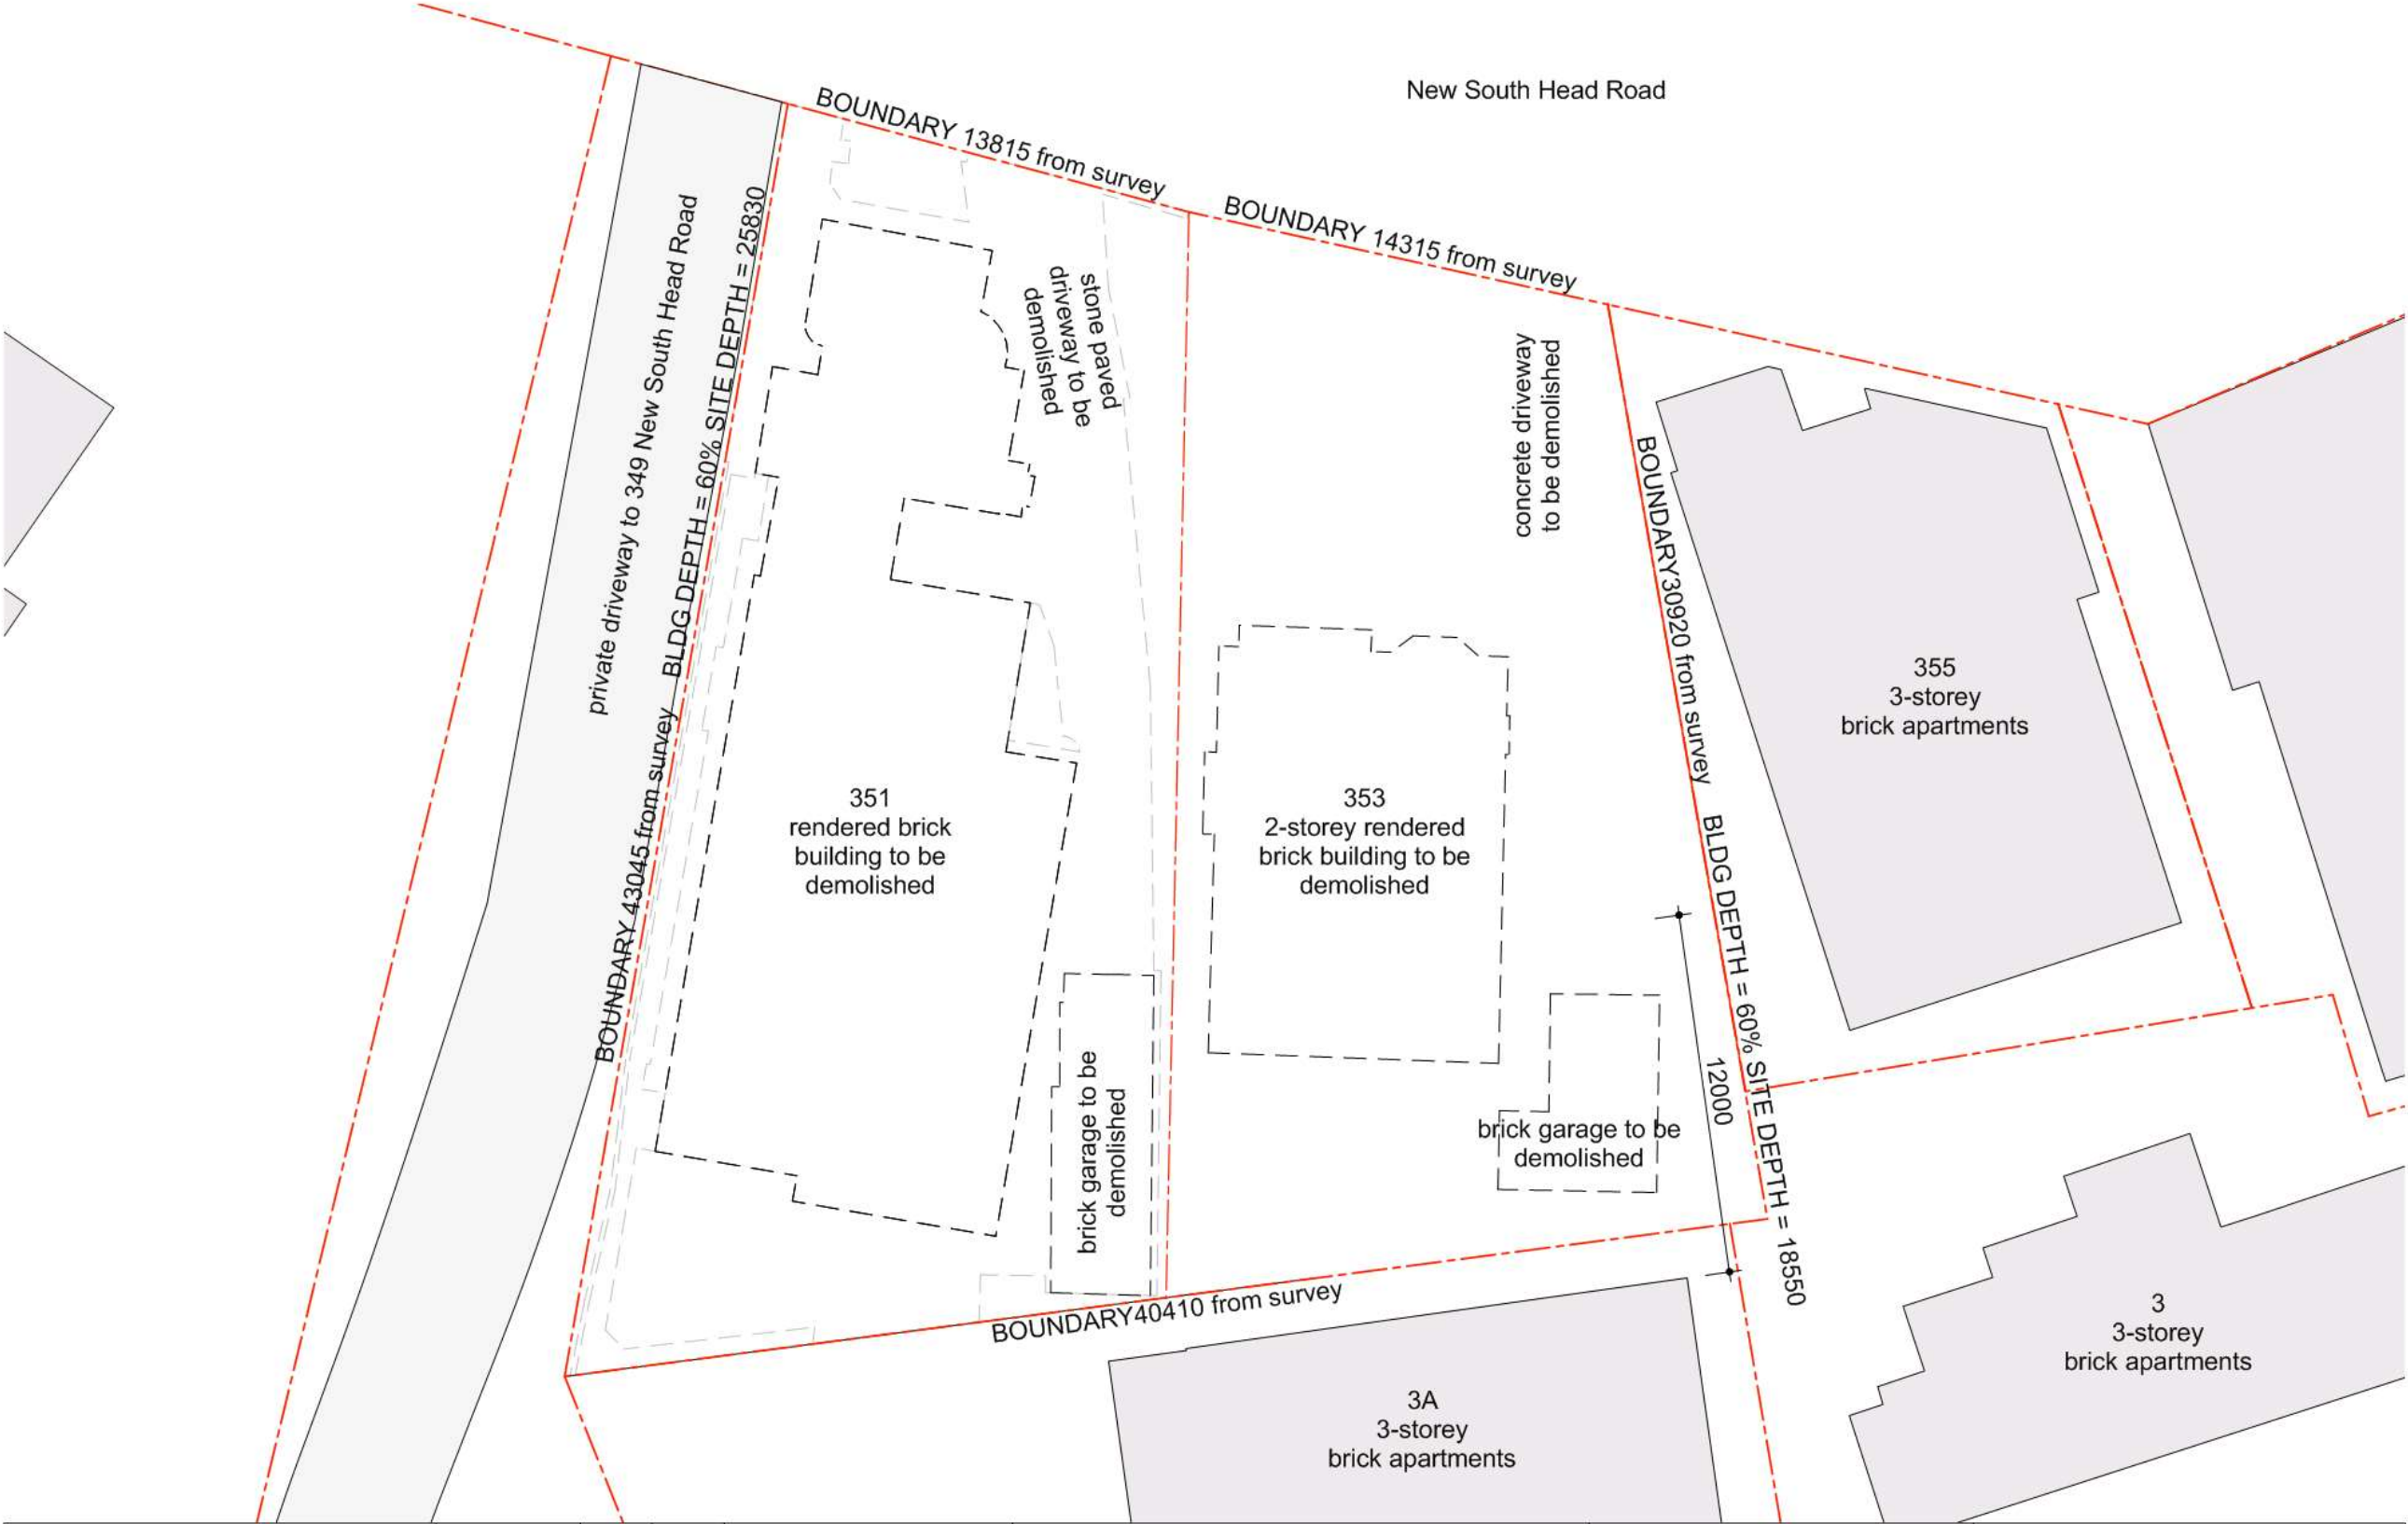 New South Head Road
BOUNDARY 13815 from survey
BOUNDARY 14315 from survey
private driveway to 349 New South Head Road
BOUNDARY 43045 from survey BLDG DEPTH = 60% SITE DEPTH = 25830
stone paved
driveway to be
demolished
concrete driveway
to be demolished
BOUNDARY30920 from survey BLDG DEPTH = 60% SITE DEPTH = 18550
355
3-storey
brick apartments
351
rendered brick
building to be
demolished
353
2-storey rendered
brick building to be
demolished
brick garage to be
demolished
12000
brick garage to be
demolished
BOUNDARY40410 from survey
3A
3-storey
brick apartments
3
3-storey
brick apartments